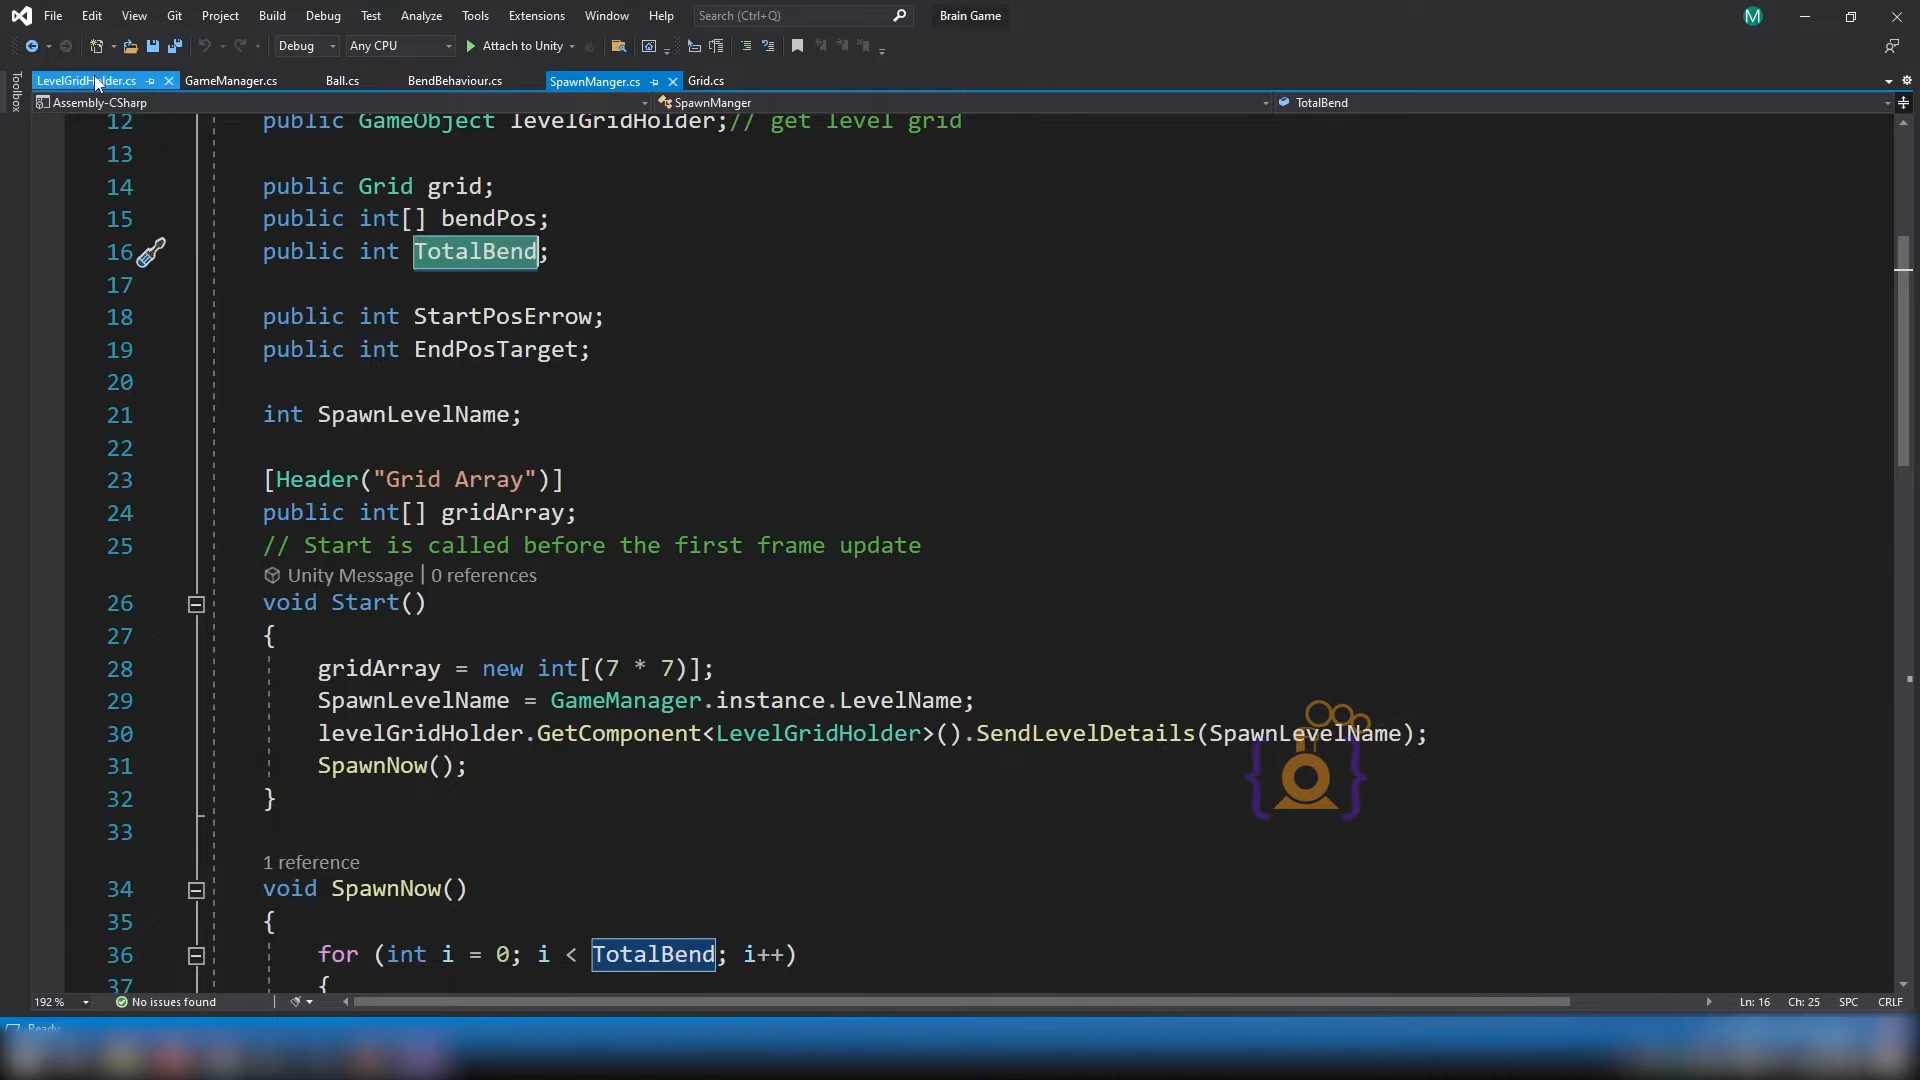 File Edit View Git Project Build Debug Test Analyze Tools Extensions Window Help Search (Ctrl+Q) Brain Game M
Debug Any CPU Attach to Unity
LevelGridHolder.cs GameManager.cs Ball.cs BendBehaviour.cs SpawnManger.cs Grid.cs
Toolbox
Assembly-CSharp SpawnManger TotalBend
12 public GameObject levelGridHolder;// get level grid
13
14 public Grid grid;
15 public int[] bendPos;
16 public int TotalBend;
17
18 public int StartPosErrow;
19 public int EndPosTarget;
20
21 int SpawnLevelName;
22
23 [Header("Grid Array")]
24 public int[] gridArray;
25 // Start is called before the first frame update
Unity Message | 0 references
26 void Start()
27 {
28 gridArray = new int[(7 * 7)];
29 SpawnLevelName = GameManager.instance.LevelName;
30 levelGridHolder.GetComponent<LevelGridHolder>().SendLevelDetails(SpawnLevelName);
31 SpawnNow();
32 }
33
1 reference
34 void SpawnNow()
35 {
36 for (int i = 0; i < TotalBend; i++)
37 {
192 % No issues found Ln: 16 Ch: 25 SPC CRLF
Ready